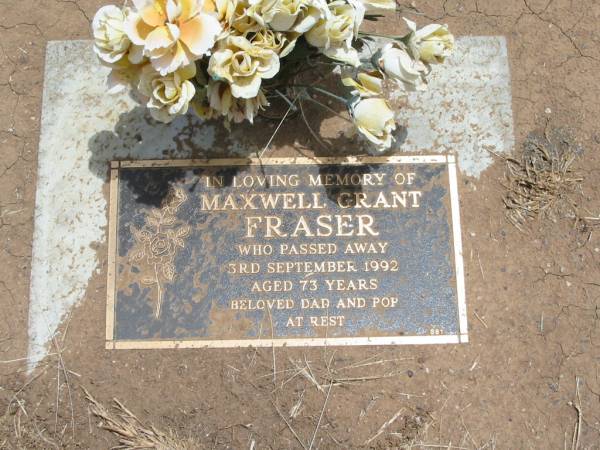 IN LOVING MEMORY OF
MAXWELL GRANT
FRASER
WHO PASSED AWAY
3RD SEPTEMBER 1992
AGED 73 YEARS
BELOVED DAD AND POP
AT REST